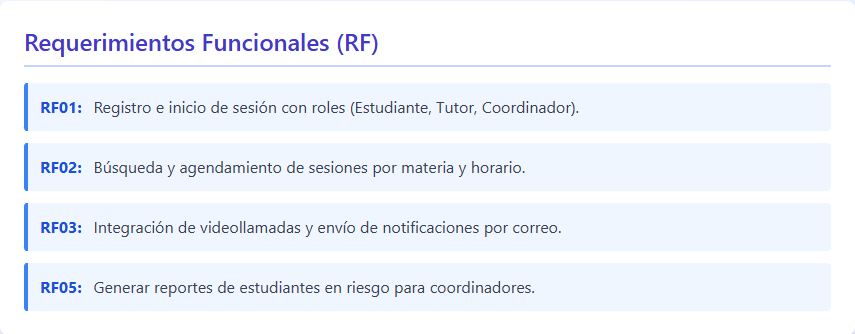 Requerimientos Funcionales (RF)
RF01: Registro e inicio de sesión con roles (Estudiante, Tutor, Coordinador).
RF02: Búsqueda y agendamiento de sesiones por materia y horario.
RF03: Integración de videollamadas y envío de notificaciones por correo.
RF05: Generar reportes de estudiantes en riesgo para coordinadores.